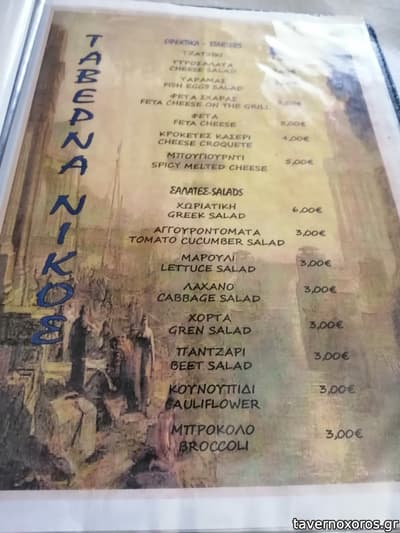 ΤΑΒΕΡΝΑ ΝΙΚΟΣ
ΟΡΕΚΤΙΚΑ - STARTERS
ΤΖΑΤΖΙΚΙ
ΤΥΡΟΣΑΛΑΤΑ
CHEESE SALAD
ΤΑΡΑΜΑΣ
FISH EGGS SALAD
ΦΕΤΑ ΣΧΑΡΑΣ
FETA CHEESE ON THE GRILL
ΦΕΤΑ
FETA CHEESE 3,00€
ΚΡΟΚΕΤΕΣ ΚΑΣΕΡΙ 4,00€
CHEESE CROQUETE
ΜΠΟΥΓΙΟΥΡΝΤΙ 5,00€
SPICY MELTED CHEESE
ΣΑΛΑΤΕΣ-SALADS
ΧΩΡΙΑΤΙΚΗ 6,00€
GREEK SALAD
ΑΓΓΟΥΡΟΝΤΟΜΑΤΑ 3,00€
TOMATO CUCUMBER SALAD
ΜΑΡΟΥΛΙ 3,00€
LETTUCE SALAD
ΛΑΧΑΝΟ 3,00€
CABBAGE SALAD
ΧΟΡΤΑ 3,00€
GREN SALAD
ΠΑΝΤΖΑΡΙ 3,00€
BEET SALAD
ΚΟΥΝΟΥΠΙΔΙ 3,00€
CAULIFLOWER
ΜΠΡΟΚΟΛΟ 3,00€
BROCCOLI
tavernoxoros.gr